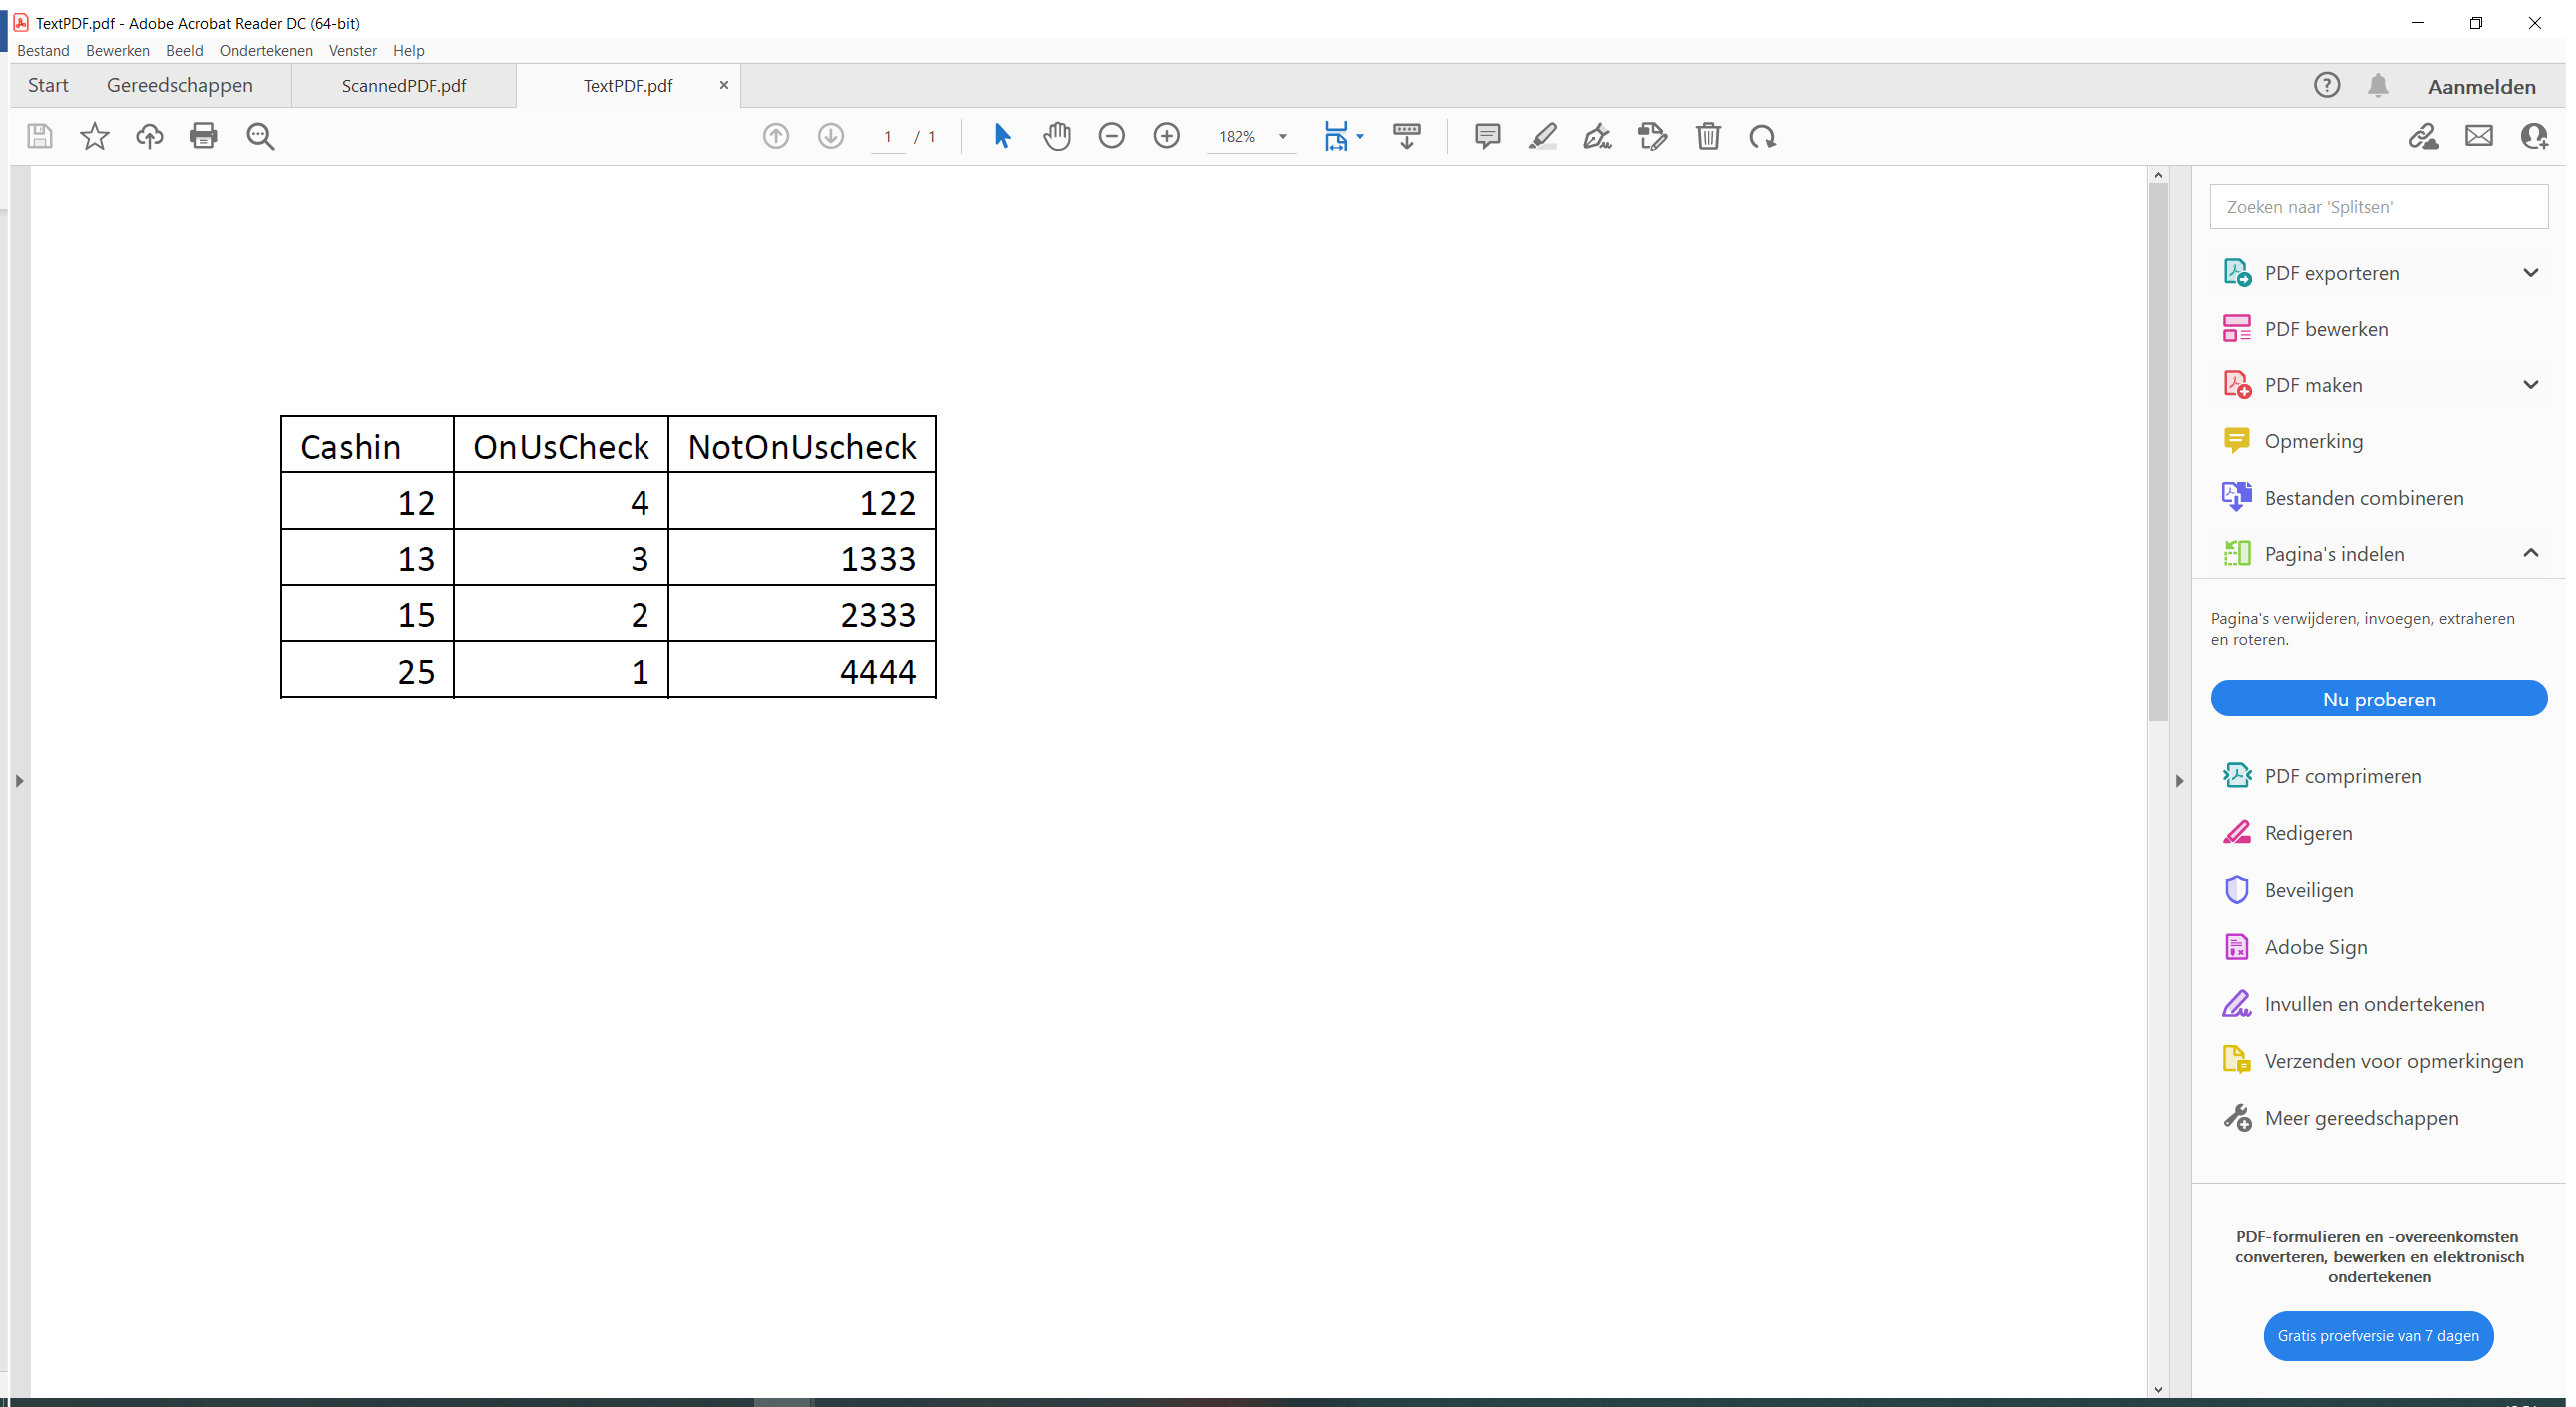 TextPDF.pdf - Adobe Acrobat Reader DC (64-bit)
Bestand Bewerken Beeld Ondertekenen Venster Help
Start Gereedschappen ScannedPDF.pdf TextPDF.pdf × Aanmelden
1 / 1 182%
Cashin OnUsCheck NotOnUscheck
12 4 122
13 3 1333
15 2 2333
25 1 4444
Zoeken naar 'Splitsen'
PDF exporteren
PDF bewerken
PDF maken
Opmerking
Bestanden combineren
Pagina's indelen
Pagina's verwijderen, invoegen, extraheren
en roteren.
Nu proberen
PDF comprimeren
Redigeren
Beveiligen
Adobe Sign
Invullen en ondertekenen
Verzenden voor opmerkingen
Meer gereedschappen
PDF-formulieren en -overeenkomsten
converteren, bewerken en elektronisch
ondertekenen
Gratis proefversie van 7 dagen